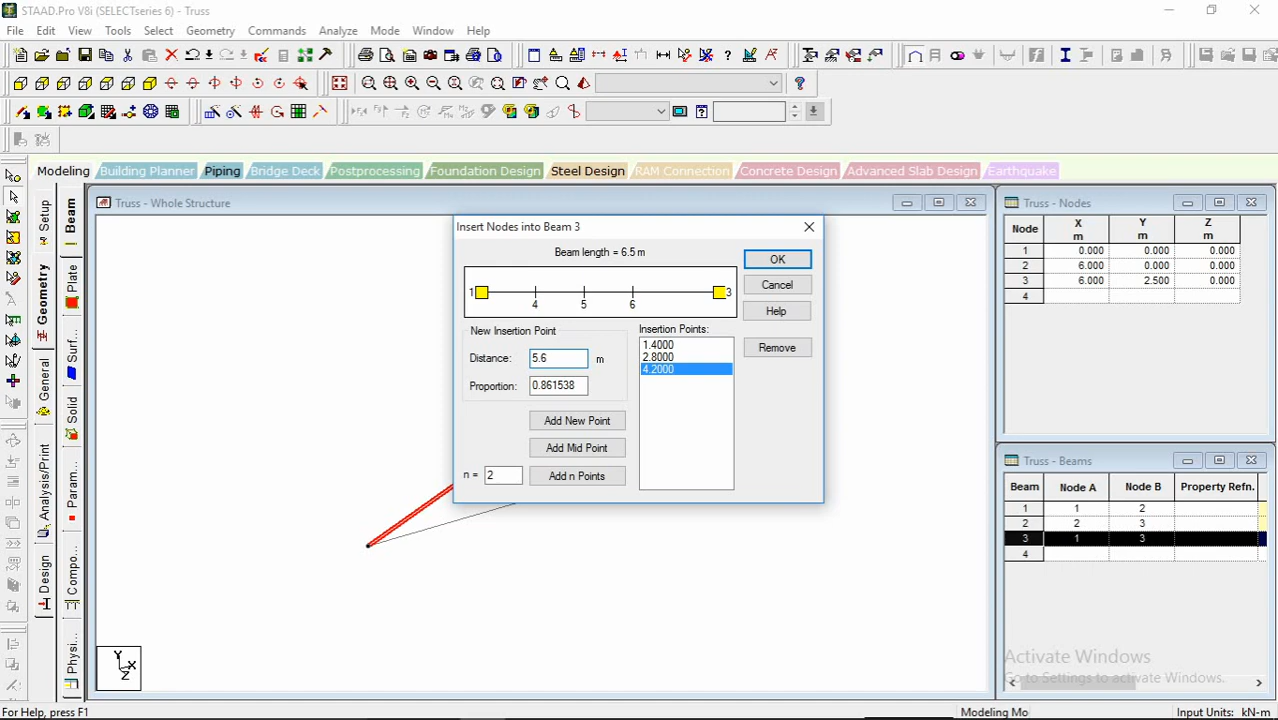 STAAD.Pro V8i (SELECTseries 6) - Truss
File Edit View Tools Select Geometry Commands Analyze Mode Window Help
Modeling Building Planner Piping Bridge Deck Postprocessing Foundation Design Steel Design RAM Connection Concrete Design Advanced Slab Design Earthquake
Setup
Geometry
General
Analysis/Print
Design
Beam
Plate
Surf...
Solid
Param...
Compo...
Physi...
Truss - Whole Structure
Insert Nodes into Beam 3
Beam length = 6.5 m
1 3
4 5 6
New Insertion Point
Distance: 5.6 m
Proportion: 0.861538
Add New Point
Add Mid Point
n = 2 Add n Points
Insertion Points:
1.4000
2.8000
4.2000
OK
Cancel
Help
Remove
Y
X
Z
Truss - Nodes
Node X m Y m Z m
1 0.000 0.000 0.000
2 6.000 0.000 0.000
3 6.000 2.500 0.000
4
Truss - Beams
Beam Node A Node B Property Refn.
1 1 2
2 2 3
3 1 3
4
Activate Windows
Go to Settings to activate Windows.
For Help, press F1
Modeling Mo
Input Units: kN-m